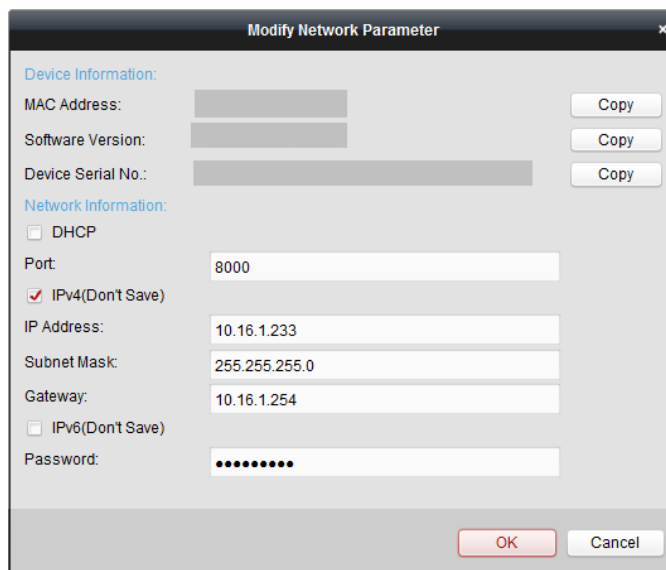 Modify Network Parameter
×
Device Information:
MAC Address: Copy
Software Version: Copy
Device Serial No.: Copy
Network Information:
DHCP
Port: 8000
IPv4(Don't Save)
IP Address: 10.16.1.233
Subnet Mask: 255.255.255.0
Gateway: 10.16.1.254
IPv6(Don't Save)
Password: •••••••••
OK Cancel